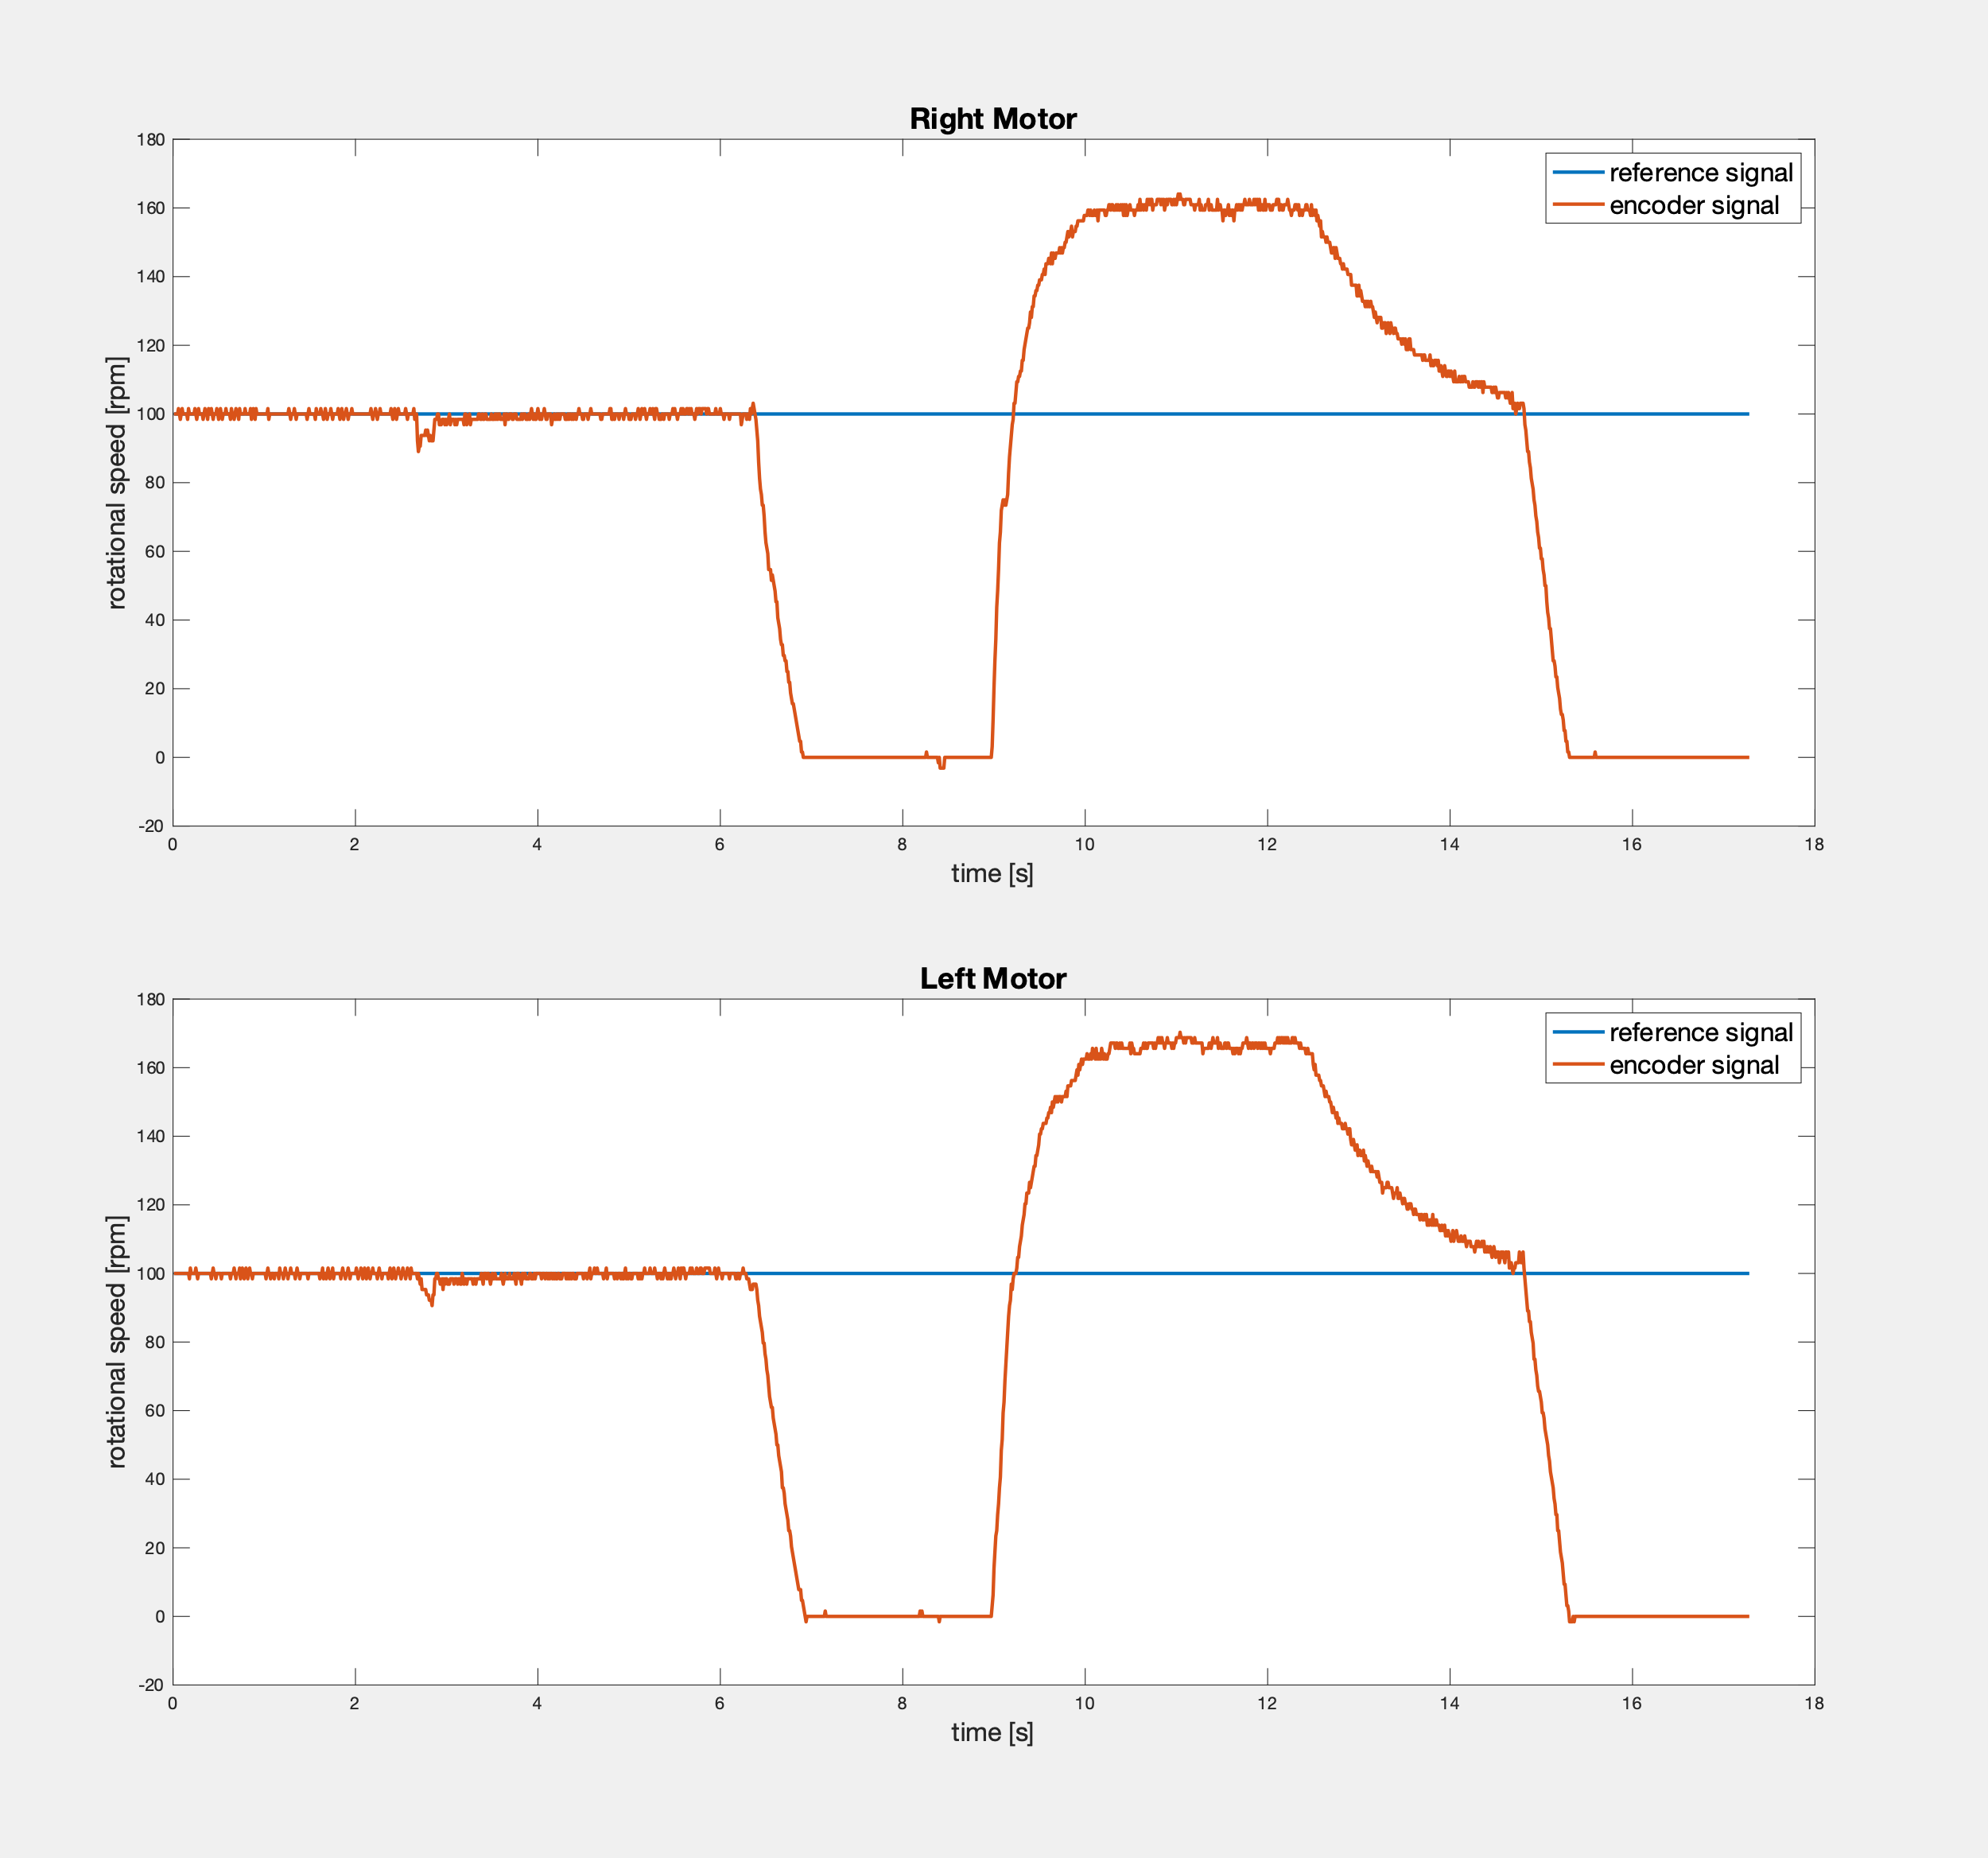 Right Motor
180
160
140
120
100
80
60
40
20
0
-20
rotational speed [rpm]
reference signal
encoder signal
0 2 4 6 8 10 12 14 16 18
time [s]
Left Motor
180
160
140
120
100
80
60
40
20
0
-20
rotational speed [rpm]
reference signal
encoder signal
0 2 4 6 8 10 12 14 16 18
time [s]